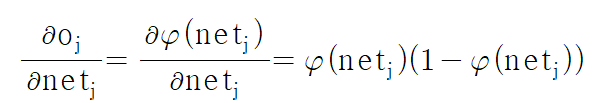 ∂o_j/∂net_j = ∂φ(net_j)/∂net_j = φ(net_j)(1 − φ(net_j))